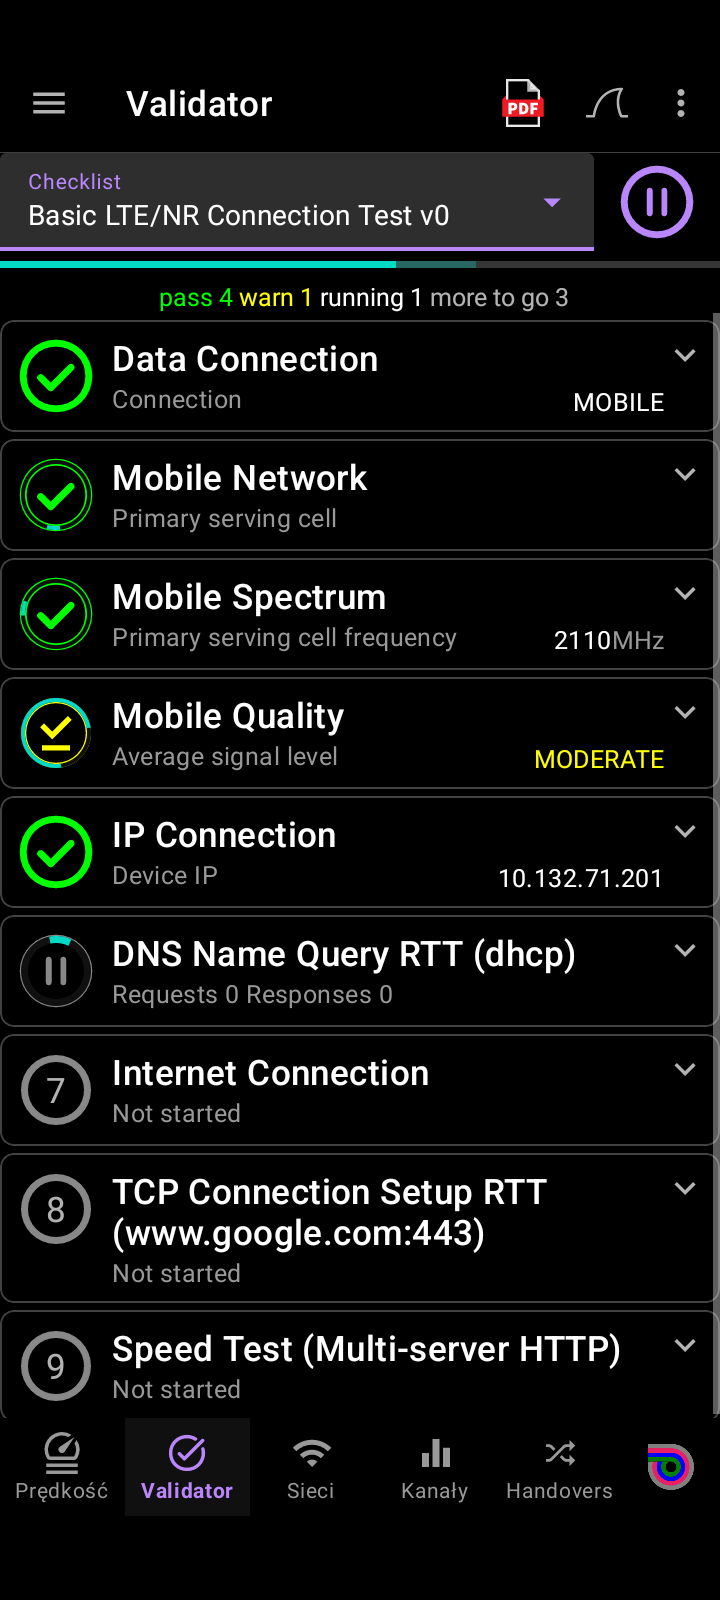 Validator
PDF
Checklist
Basic LTE/NR Connection Test v0
pass 4 warn 1 running 1 more to go 3
Data Connection
Connection
MOBILE
Mobile Network
Primary serving cell
Mobile Spectrum
Primary serving cell frequency
2110MHz
Mobile Quality
Average signal level
MODERATE
IP Connection
Device IP
10.132.71.201
DNS Name Query RTT (dhcp)
Requests 0 Responses 0
7
Internet Connection
Not started
8
TCP Connection Setup RTT
(www.google.com:443)
Not started
9
Speed Test (Multi-server HTTP)
Not started
Prędkość
Validator
Sieci
Kanały
Handovers